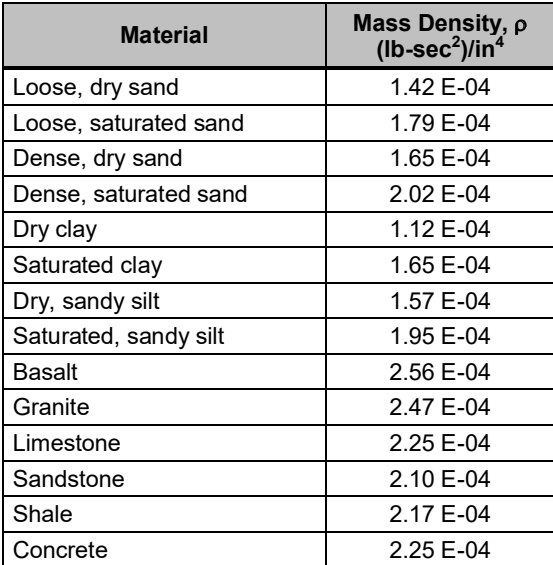 Material Mass Density, ρ
(lb-sec²)/in⁴
Loose, dry sand 1.42 E-04
Loose, saturated sand 1.79 E-04
Dense, dry sand 1.65 E-04
Dense, saturated sand 2.02 E-04
Dry clay 1.12 E-04
Saturated clay 1.65 E-04
Dry, sandy silt 1.57 E-04
Saturated, sandy silt 1.95 E-04
Basalt 2.56 E-04
Granite 2.47 E-04
Limestone 2.25 E-04
Sandstone 2.10 E-04
Shale 2.17 E-04
Concrete 2.25 E-04